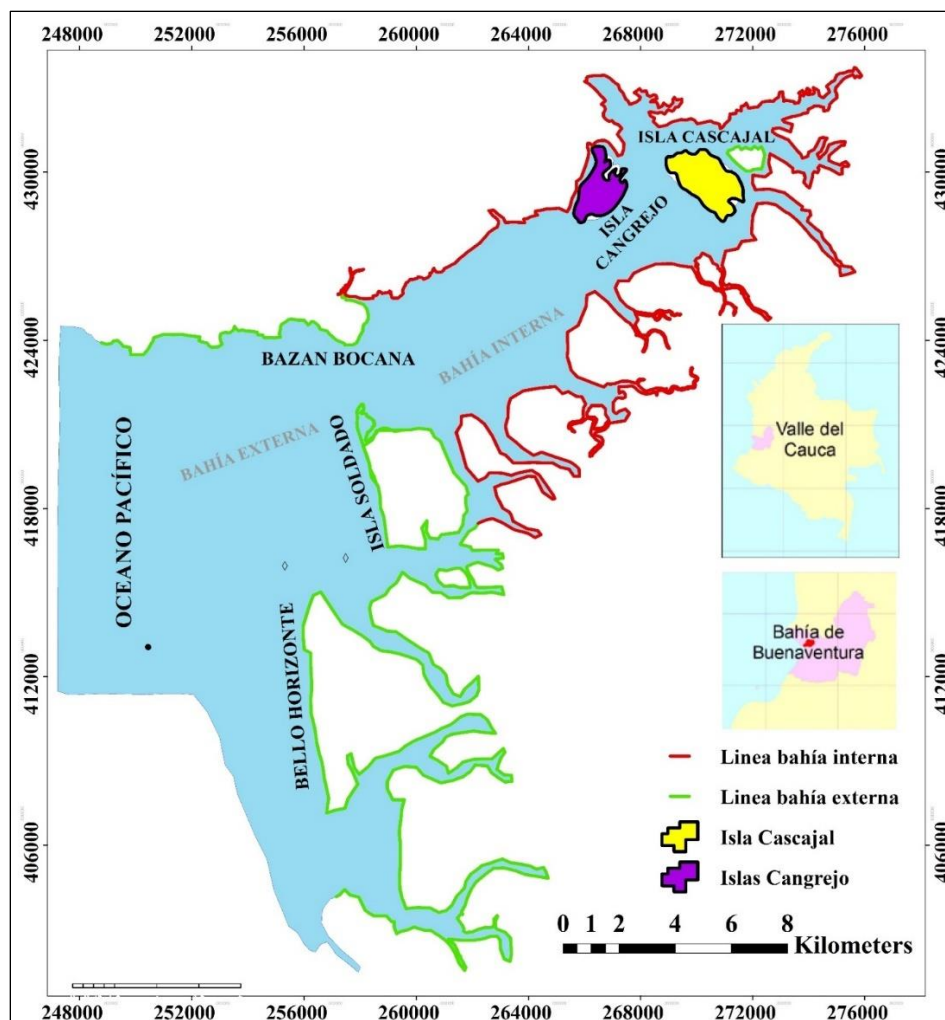 248000 252000 256000 260000 264000 268000 272000 276000
430000
424000
418000
412000
406000
ISLA CASCAJAL
ISLA
CANGREJO
BAHÍA INTERNA
BAZAN BOCANA
BAHÍA EXTERNA
ISLA SOLDADO
OCEANO PACÍFICO
BELLO HORIZONTE
Valle del
Cauca
Bahía de
Buenaventura
Linea bahía interna
Linea bahía externa
Isla Cascajal
Islas Cangrejo
0 1 2 4 6 8
Kilometers
430000
424000
418000
412000
406000
248000 252000 256000 260000 264000 268000 272000 276000